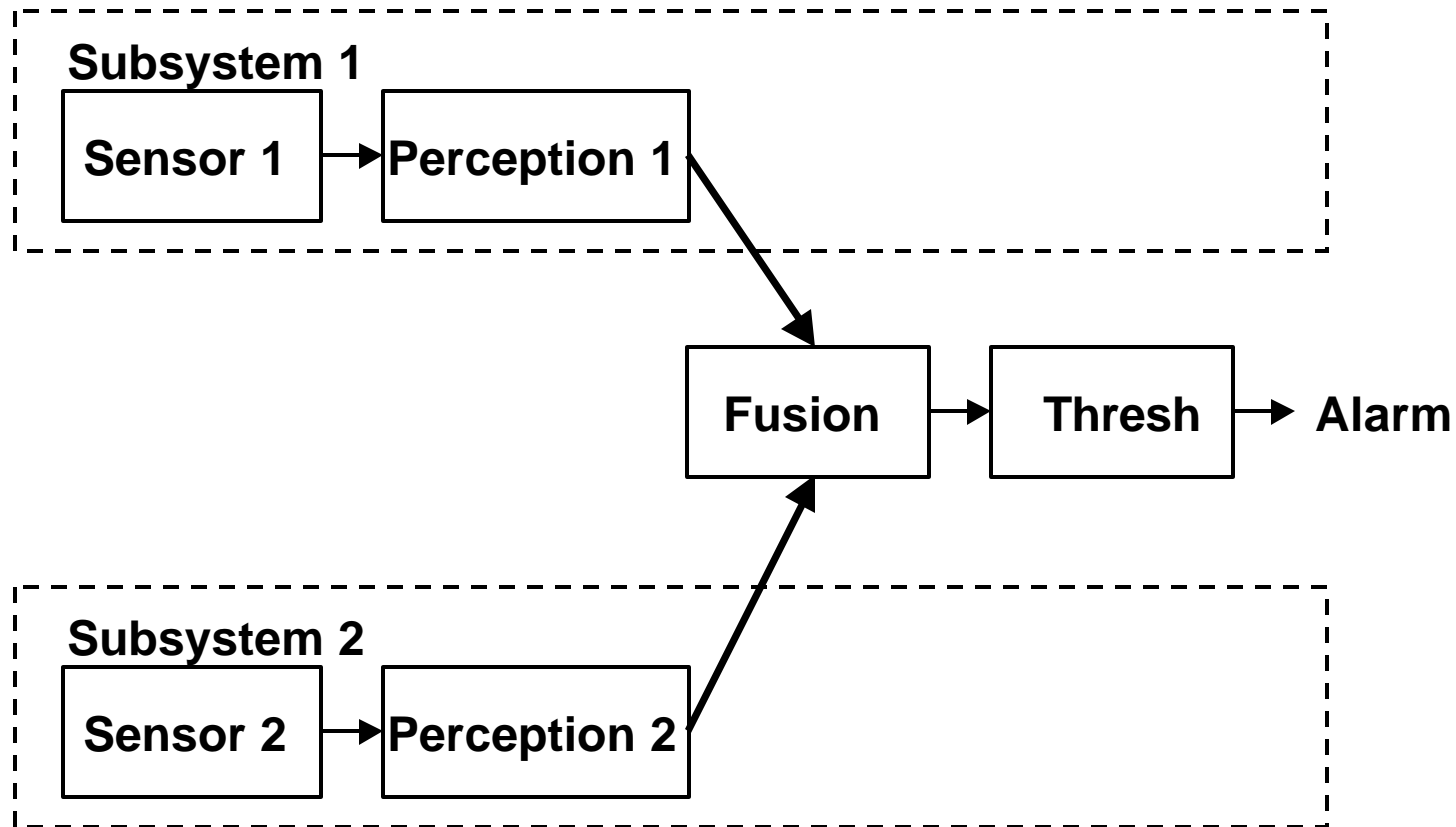 Subsystem 1
Sensor 1
Perception 1
Fusion
Thresh
Alarm
Subsystem 2
Sensor 2
Perception 2